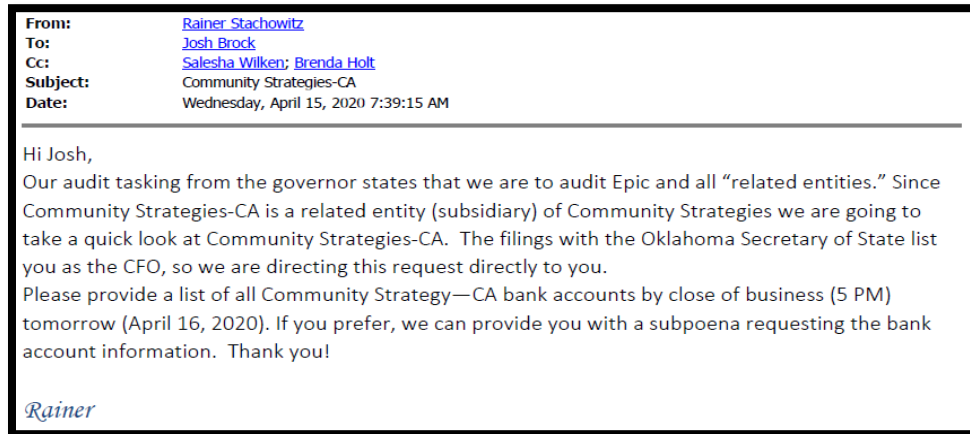 From: Rainer Stachowitz
To: Josh Brock
Cc: Salesha Wilken; Brenda Holt
Subject: Community Strategies-CA
Date: Wednesday, April 15, 2020 7:39:15 AM
Hi Josh,
Our audit tasking from the governor states that we are to audit Epic and all “related entities.” Since
Community Strategies-CA is a related entity (subsidiary) of Community Strategies we are going to
take a quick look at Community Strategies-CA.  The filings with the Oklahoma Secretary of State list
you as the CFO, so we are directing this request directly to you.
Please provide a list of all Community Strategy—CA bank accounts by close of business (5 PM)
tomorrow (April 16, 2020). If you prefer, we can provide you with a subpoena requesting the bank
account information.  Thank you!
Rainer